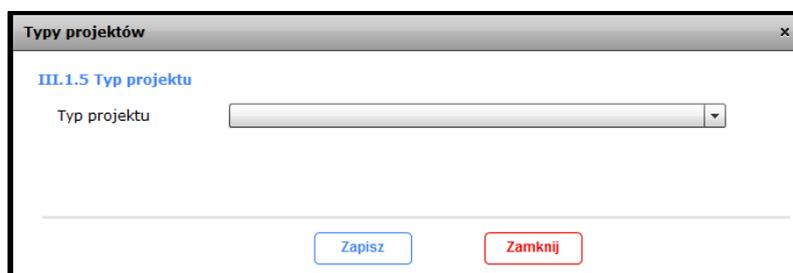 Typy projektów ×
III.1.5 Typ projektu
Typ projektu
Zapisz Zamknij